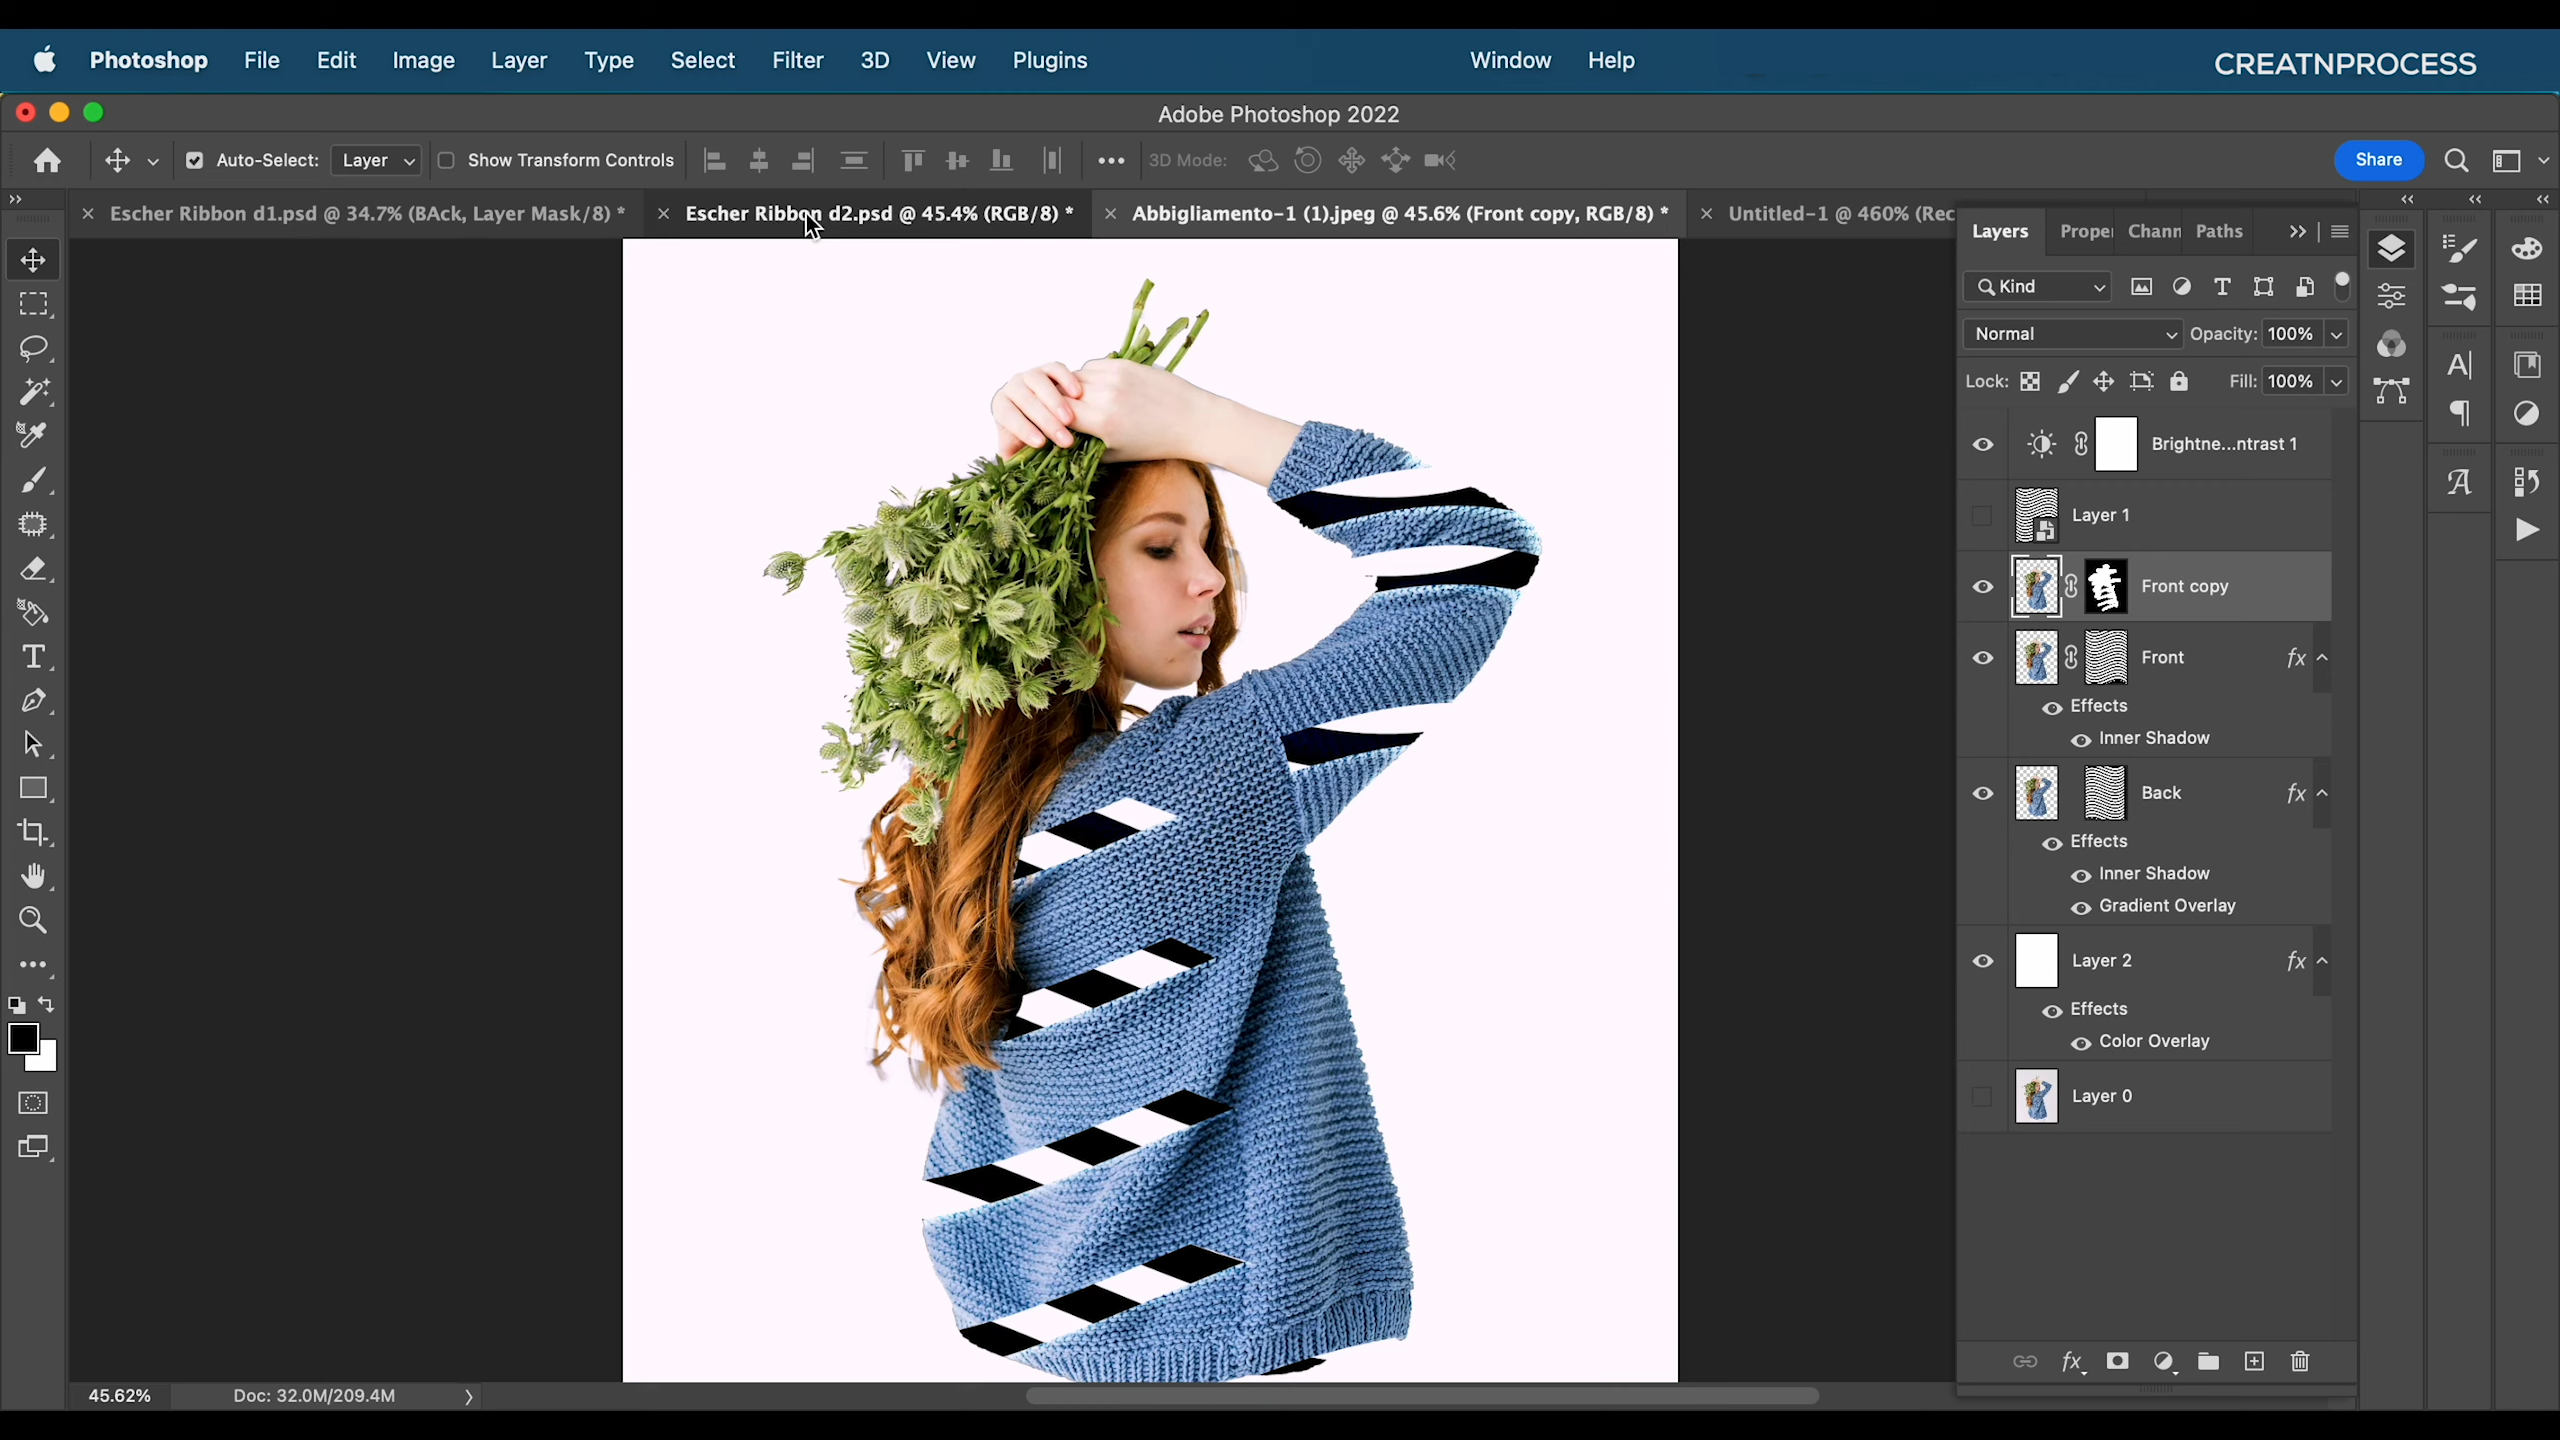 Photoshop File Edit Image Layer Type Select Filter 3D View Plugins Window Help CREATNPROCESS
Adobe Photoshop 2022
Auto-Select: Layer Show Transform Controls 3D Mode: Share
Escher Ribbon d1.psd @ 34.7% (BAck, Layer Mask/8) * Escher Ribbon d2.psd @ 45.4% (RGB/8) * Abbigliamento-1 (1).jpeg @ 45.6% (Front copy, RGB/8) * Untitled-1 @ 460% (Rec
Layers Proper Chann Paths
Kind
Normal Opacity: 100%
Lock: Fill: 100%
Brightne...ntrast 1
Layer 1
Front copy
Front fx
Effects
Inner Shadow
Back fx
Effects
Inner Shadow
Gradient Overlay
Layer 2 fx
Effects
Color Overlay
Layer 0
fx
45.62% Doc: 32.0M/209.4M